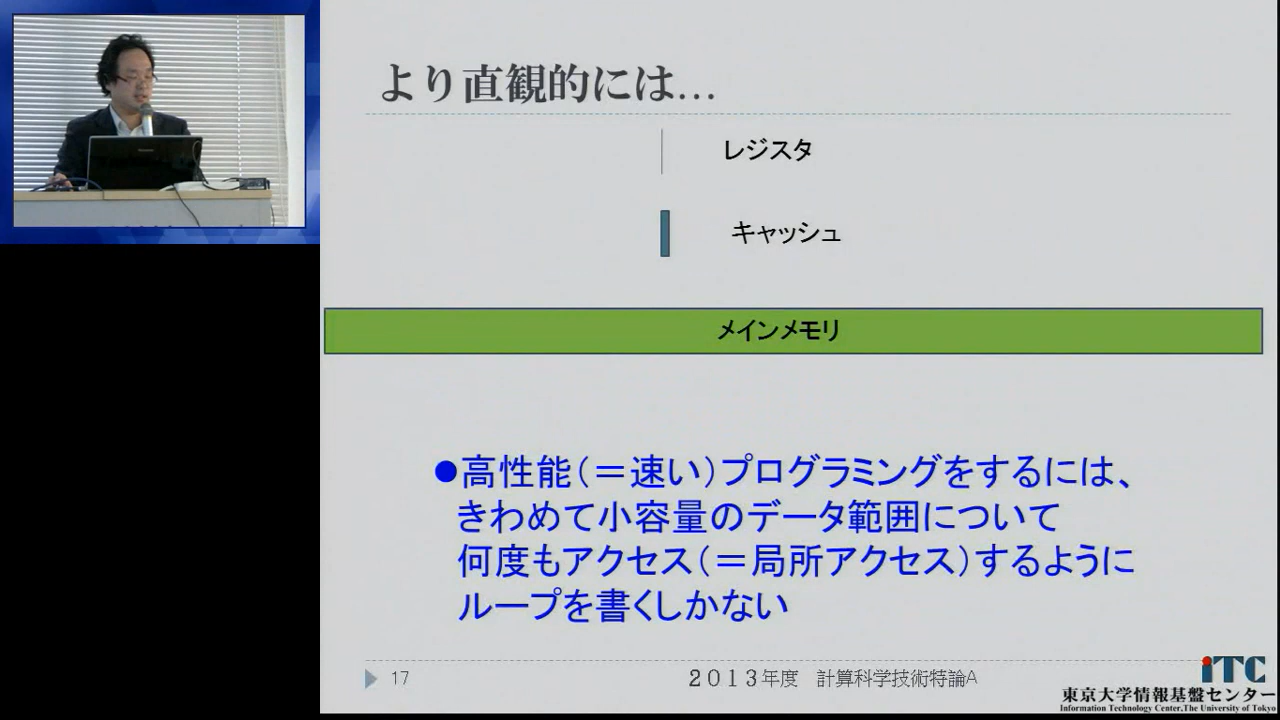 より直観的には…
レジスタ
キャッシュ
メインメモリ
●高性能(＝速い)プログラミングをするには、
きわめて小容量のデータ範囲について
何度もアクセス(＝局所アクセス)するように
ループを書くしかない
17
２０１３年度　計算科学技術特論A
iTC
東京大学情報基盤センター
Information Technology Center,The University of Tokyo